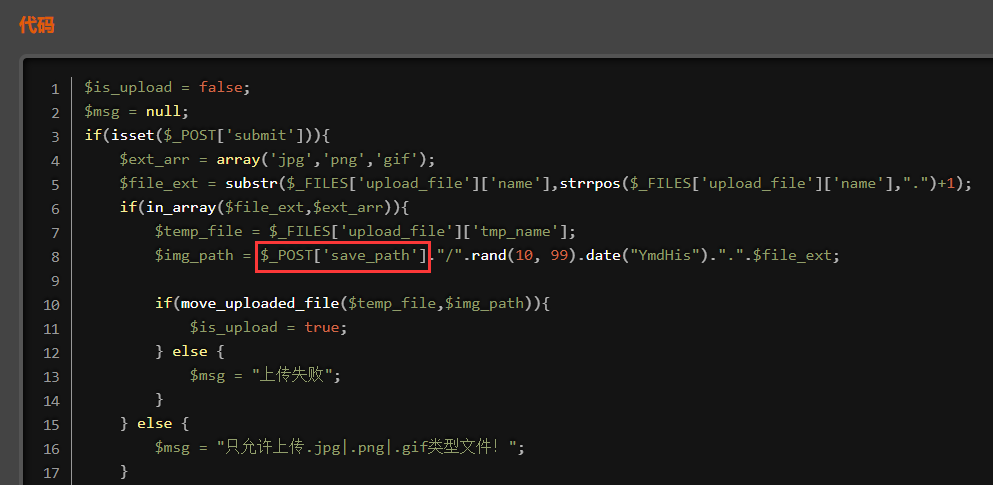 代码
1 $is_upload = false;
2 $msg = null;
3 if(isset($_POST['submit'])){
4     $ext_arr = array('jpg','png','gif');
5     $file_ext = substr($_FILES['upload_file']['name'],strrpos($_FILES['upload_file']['name'],".")+1);
6     if(in_array($file_ext,$ext_arr)){
7         $temp_file = $_FILES['upload_file']['tmp_name'];
8         $img_path = $_POST['save_path']."/".rand(10, 99).date("YmdHis").".".$file_ext;
9
10         if(move_uploaded_file($temp_file,$img_path)){
11             $is_upload = true;
12         } else {
13             $msg = "上传失败";
14         }
15     } else {
16         $msg = "只允许上传.jpg|.png|.gif类型文件！";
17     }